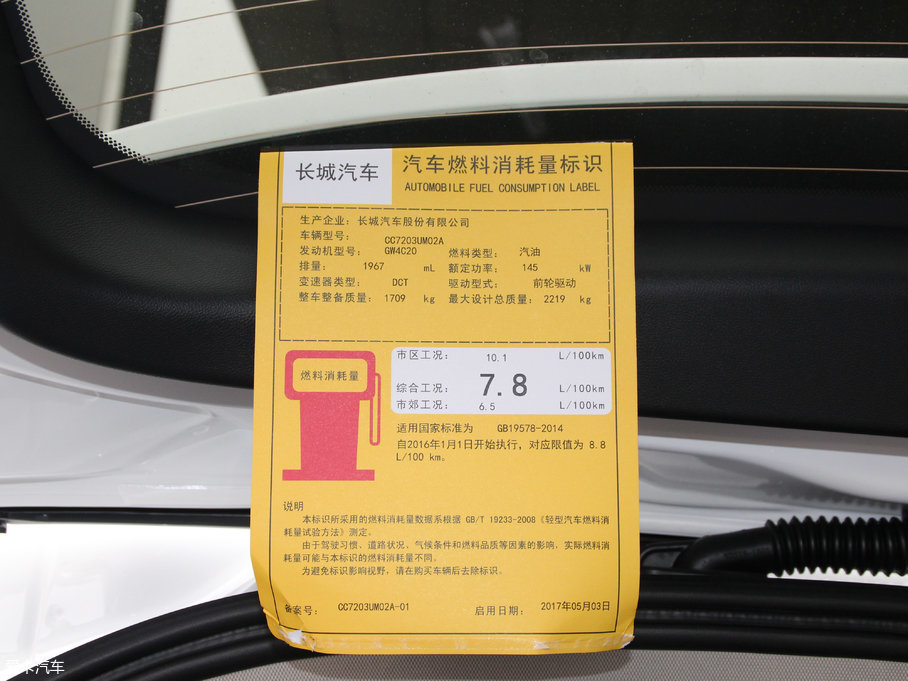 长城汽车
汽车燃料消耗量标识
AUTOMOBILE FUEL CONSUMPTION LABEL
生产企业: 长城汽车股份有限公司
车辆型号: CC7203UM02A
发动机型号: GW4C20 燃料类型: 汽油
排量: 1967 mL 额定功率: 145 kW
变速器类型: DCT 驱动型式: 前轮驱动
整车整备质量: 1709 kg 最大设计总质量: 2219 kg
燃料消耗量
市区工况: 10.1 L/100km
综合工况: 7.8 L/100km
市郊工况: 6.5 L/100km
适用国家标准为 GB19578-2014
自2016年1月1日开始执行, 对应限值为 8.8
L/100 km。
说明
本标识所采用的燃料消耗量数据系根据 GB/T 19233-2008《轻型汽车燃料消
耗量试验方法》测定。
由于驾驶习惯、道路状况、气候条件和燃料品质等因素的影响, 实际燃料消
耗量可能与本标识的燃料消耗量不同。
为避免标识影响视野, 请在购买车辆后去除标识。
备案号: CC7203UM02A-01 启用日期: 2017年05月03日
爱卡汽车